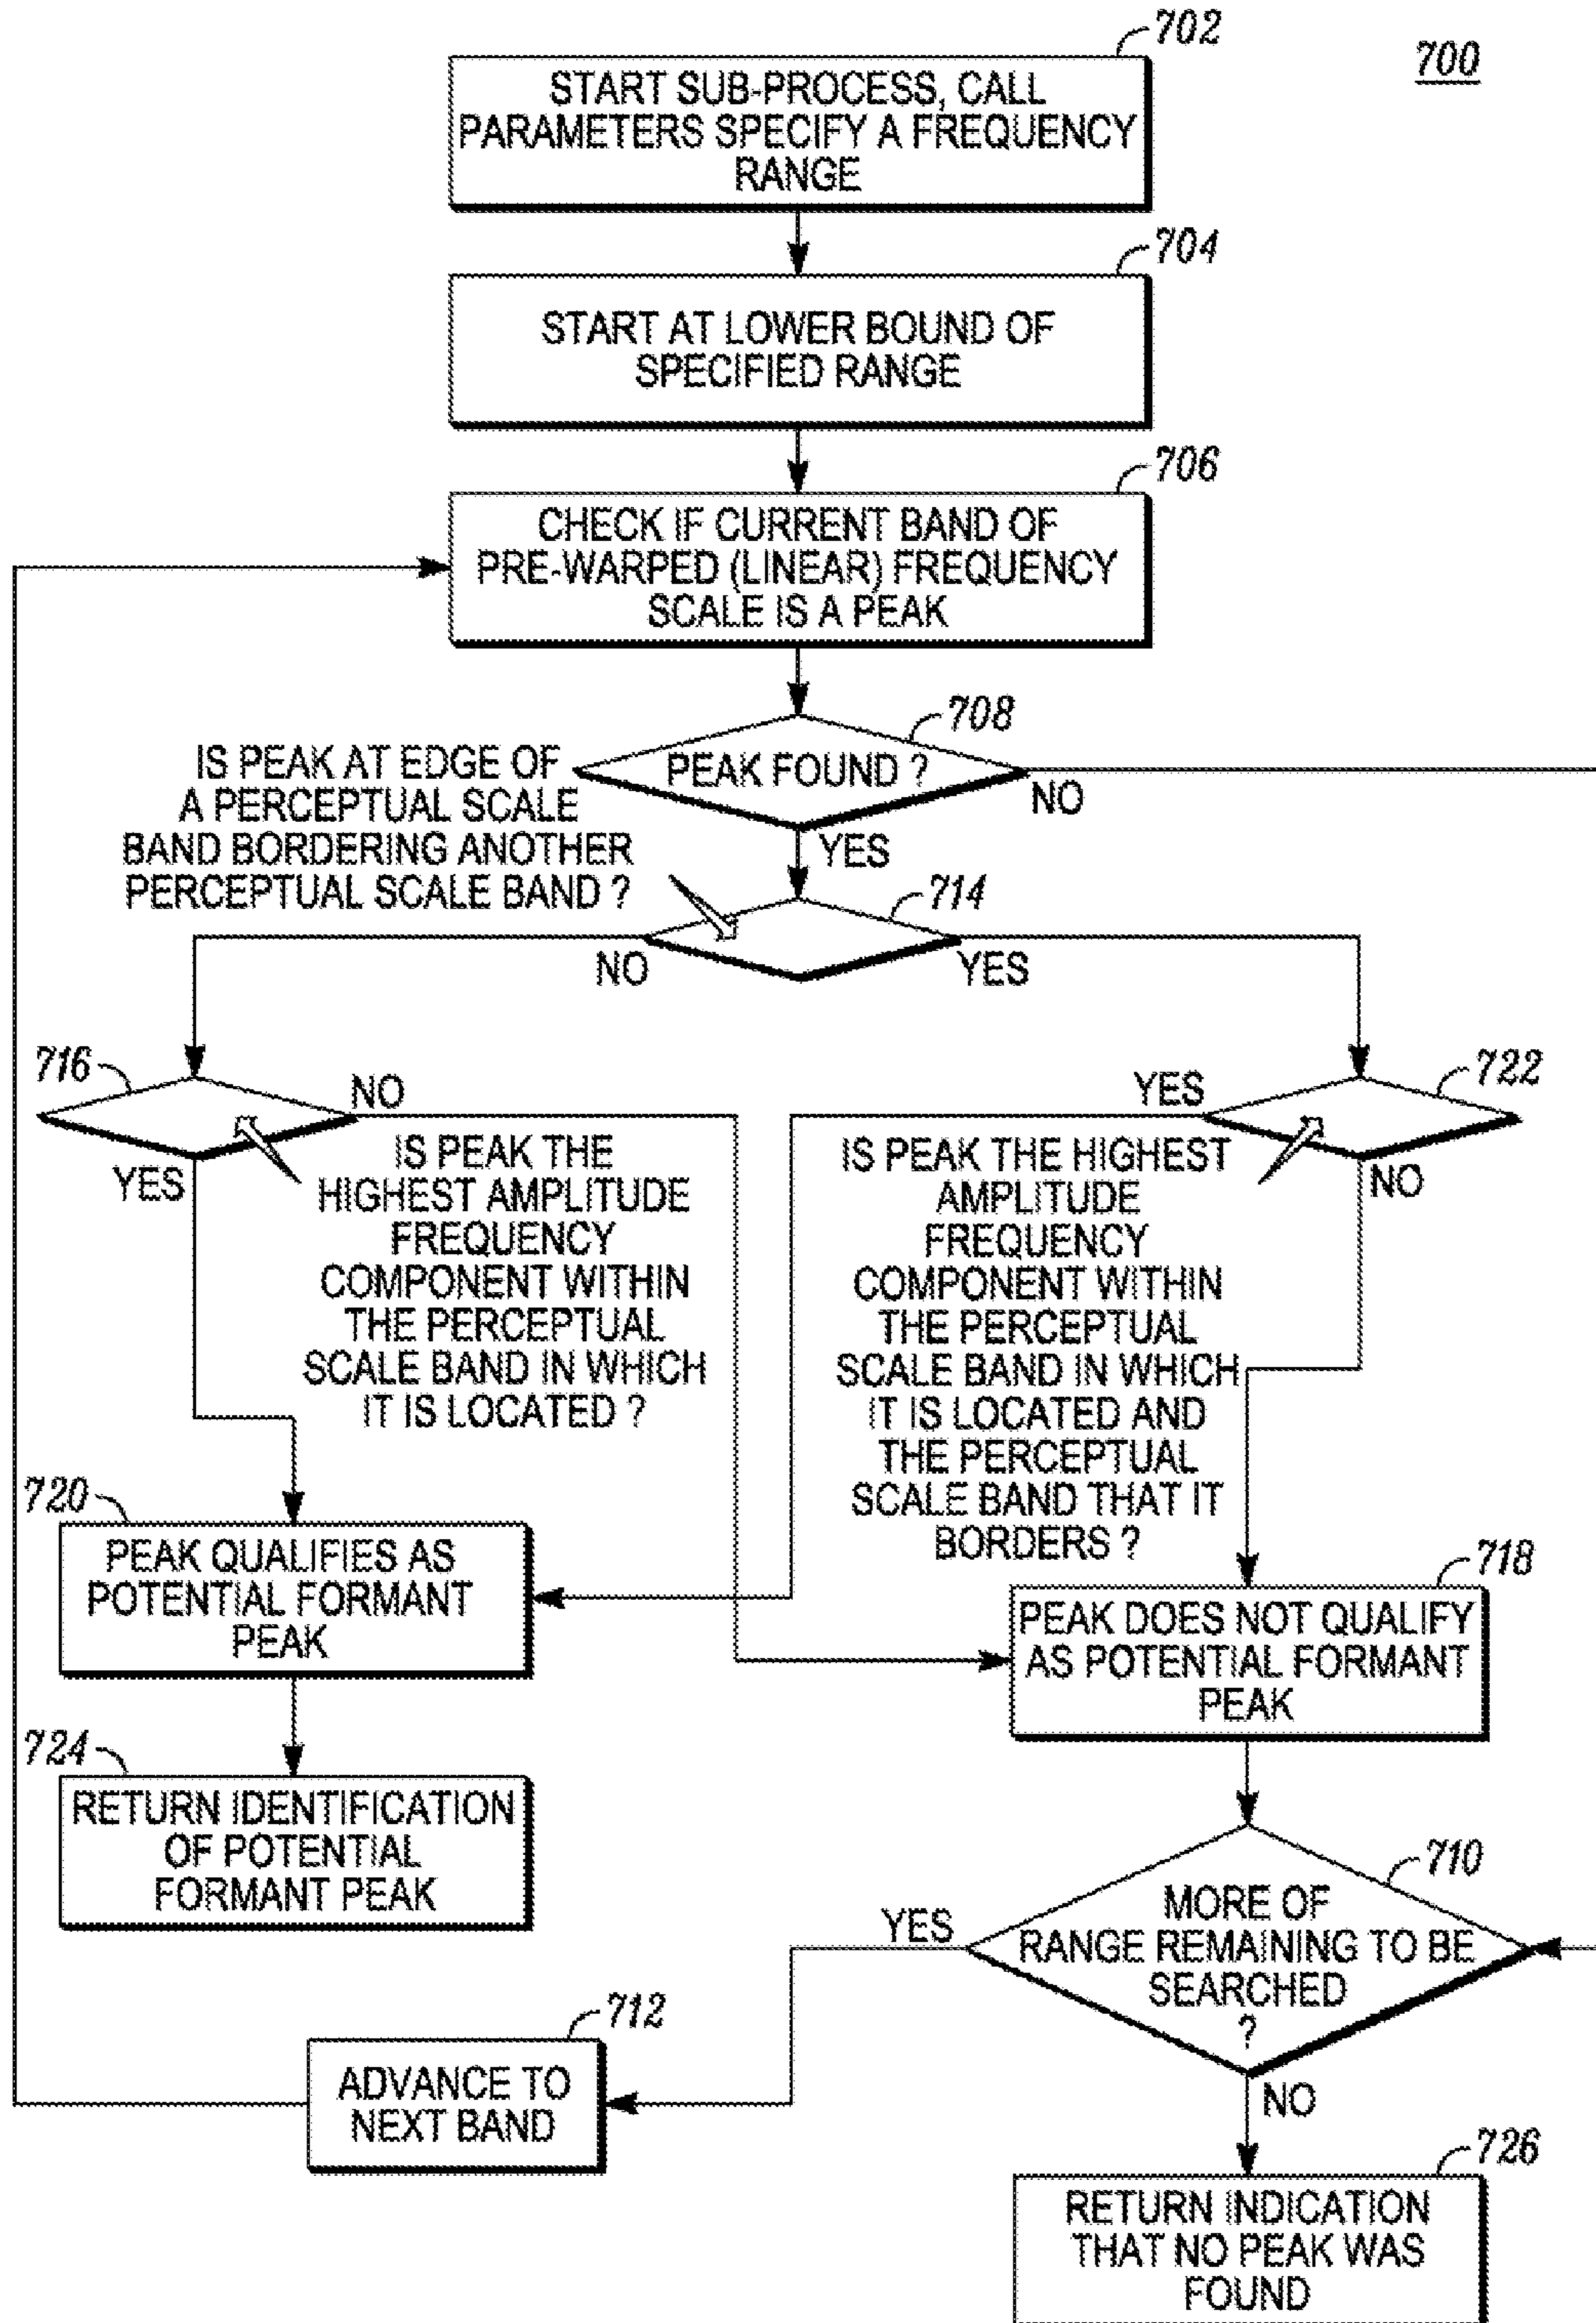 702
700
START SUB-PROCESS, CALL
PARAMETERS SPECIFY A FREQUENCY
RANGE
704
START AT LOWER BOUND OF
SPECIFIED RANGE
706
CHECK IF CURRENT BAND OF
PRE-WARPED (LINEAR) FREQUENCY
SCALE IS A PEAK
708
PEAK FOUND ?
NO
YES
IS PEAK AT EDGE OF
A PERCEPTUAL SCALE
BAND BORDERING ANOTHER
PERCEPTUAL SCALE BAND ?
714
NO
YES
716
NO
YES
IS PEAK THE
HIGHEST AMPLITUDE
FREQUENCY
COMPONENT WITHIN
THE PERCEPTUAL
SCALE BAND IN WHICH
IT IS LOCATED ?
722
YES
NO
IS PEAK THE HIGHEST
AMPLITUDE
FREQUENCY
COMPONENT WITHIN
THE PERCEPTUAL
SCALE BAND IN WHICH
IT IS LOCATED AND
THE PERCEPTUAL
SCALE BAND THAT IT
BORDERS ?
720
PEAK QUALIFIES AS
POTENTIAL FORMANT
PEAK
718
PEAK DOES NOT QUALIFY
AS POTENTIAL FORMANT
PEAK
724
RETURN IDENTIFICATION
OF POTENTIAL
FORMANT PEAK
710
MORE OF
RANGE REMAINING TO BE
SEARCHED
?
YES
NO
712
ADVANCE TO
NEXT BAND
726
RETURN INDICATION
THAT NO PEAK WAS
FOUND